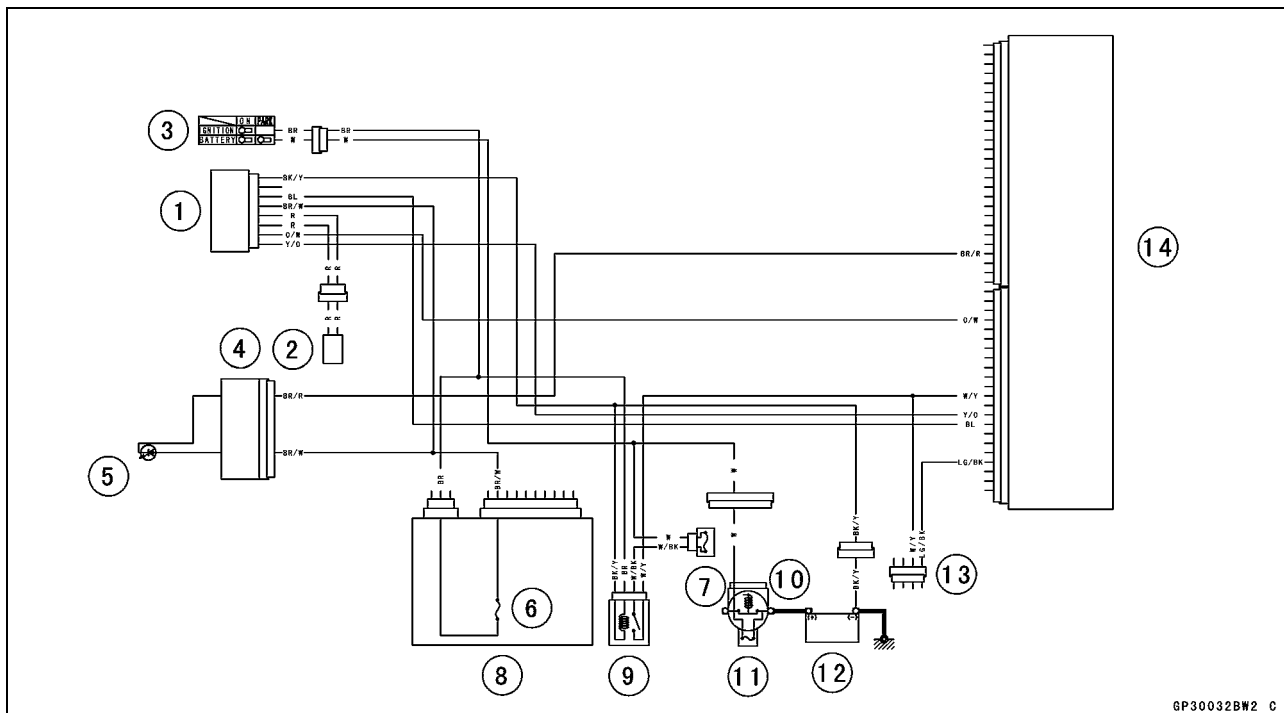 3
ON PARK
IGNITION
BATTERY
BR
W
BR
W
1
BK/Y
BL
BR/W
R
R
O/W
Y/O
R
R
R
R
4
2
BR/R
BR/W
5
BR
BR/W
6
8
W
W/BK
BK/Y
BR
W/BK
W/Y
7
9
W
W
10
11
BK/Y
BK/Y
(+)
(-)
12
W/Y
LG/BK
13
BR/R
O/W
W/Y
Y/O
BL
LG/BK
14
GP30032BW2 C